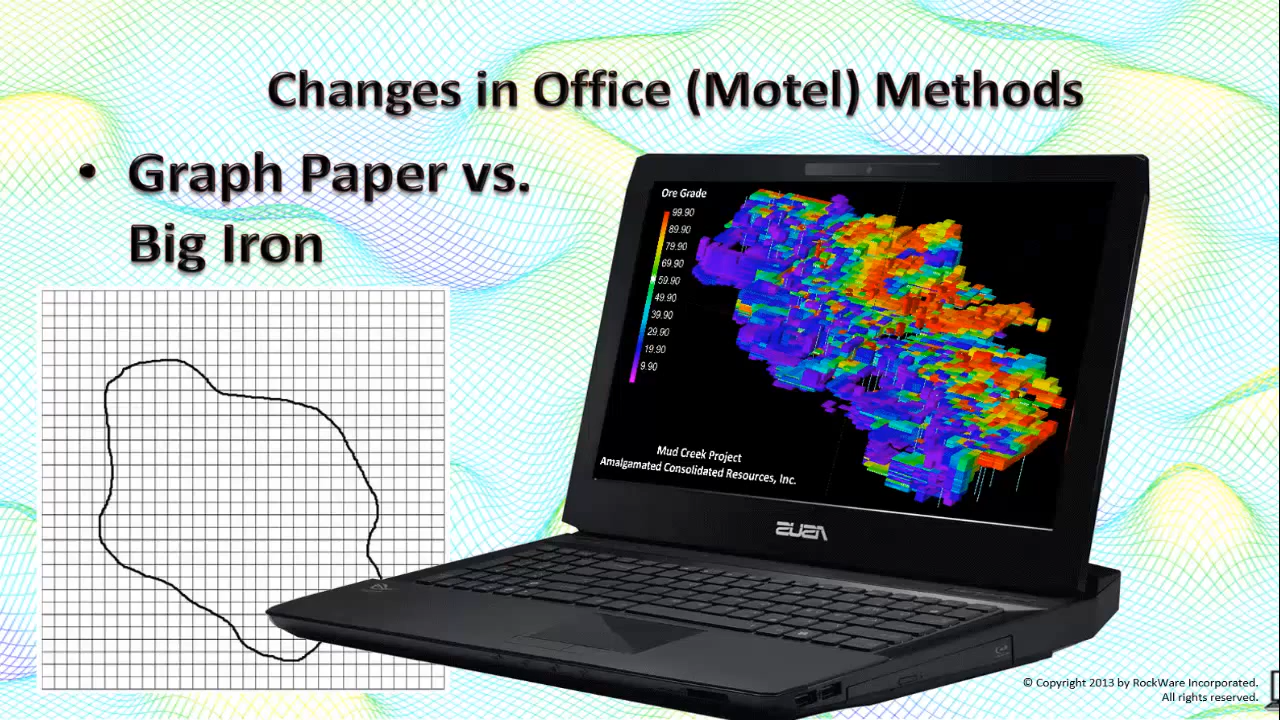 Changes in Office (Motel) Methods
• Graph Paper vs.
Big Iron
Ore Grade
99.90
89.90
79.90
69.90
59.90
49.90
39.90
29.90
19.90
9.90
Mud Creek Project
Amalgamated Consolidated Resources, Inc.
ASUS
© Copyright 2013 by RockWare Incorporated.
All rights reserved.